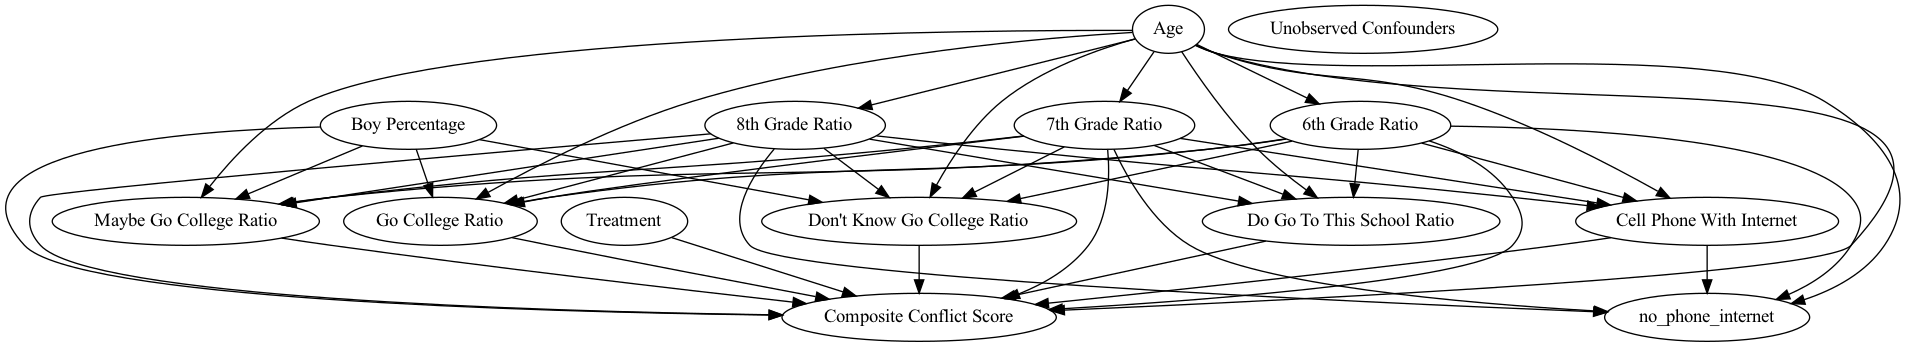 Age
Unobserved Confounders
Boy Percentage
8th Grade Ratio
7th Grade Ratio
6th Grade Ratio
Maybe Go College Ratio
Go College Ratio
Treatment
Don't Know Go College Ratio
Do Go To This School Ratio
Cell Phone With Internet
Composite Conflict Score
no_phone_internet